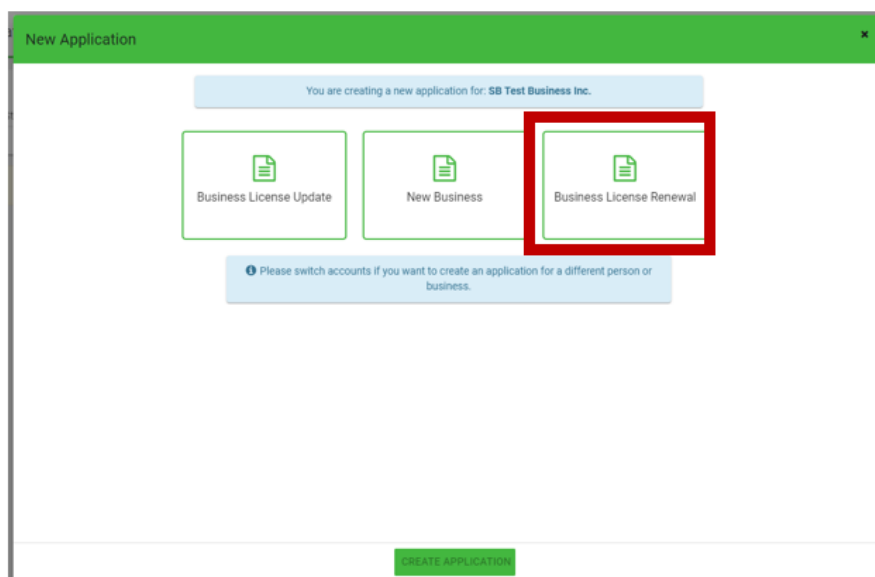 New Application
You are creating a new application for: SB Test Business Inc.
Business License Update
New Business
Business License Renewal
Please switch accounts if you want to create an application for a different person or
business.
CREATE APPLICATION